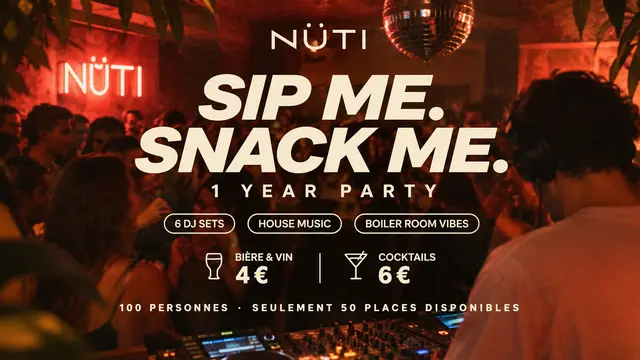 NÜTI
NÜTI
SIP ME.
SNACK ME.
1 YEAR PARTY
6 DJ SETS
HOUSE MUSIC
BOILER ROOM VIBES
BIÈRE & VIN
4 €
COCKTAILS
6 €
100 PERSONNES · SEULEMENT 50 PLACES DISPONIBLES